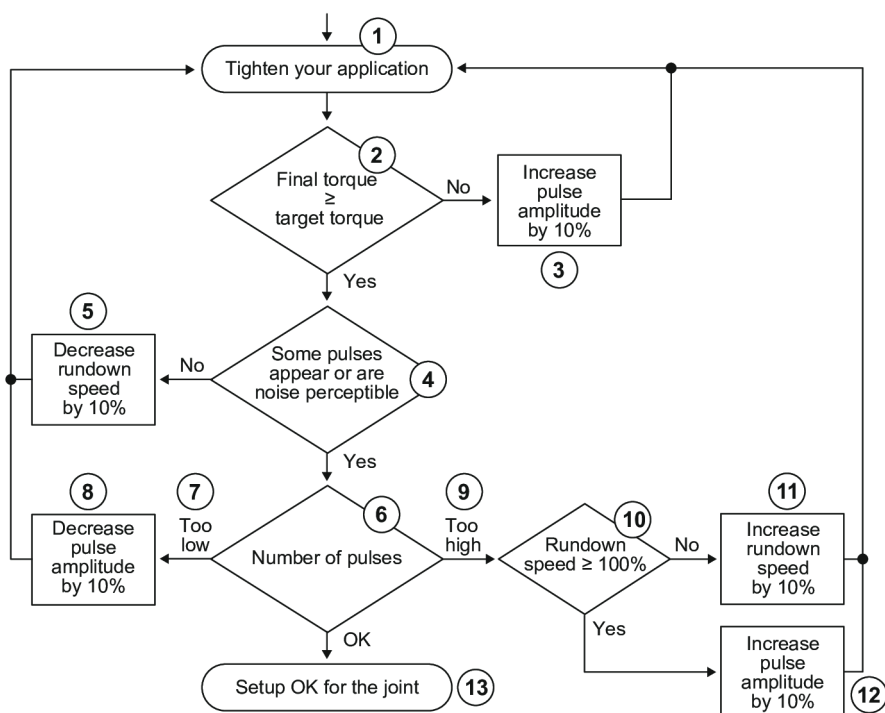 1
Tighten your application
2
Final torque
≥
target torque
No
Increase
pulse
amplitude
by 10%
3
Yes
5
Decrease
rundown
speed
by 10%
No
Some pulses
appear or are
noise perceptible
4
Yes
8
Decrease
pulse
amplitude
by 10%
7
Too
low
6
Number of pulses
9
Too
high
10
Rundown
speed ≥ 100%
No
11
Increase
rundown
speed
by 10%
OK
Yes
Increase
pulse
amplitude
by 10%
12
Setup OK for the joint
13